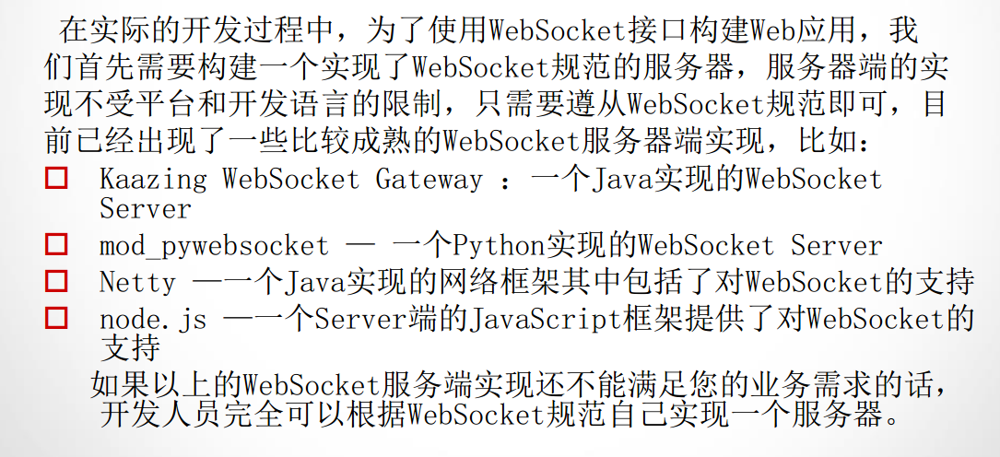 在实际的开发过程中，为了使用WebSocket接口构建Web应用，我
们首先需要构建一个实现了WebSocket规范的服务器，服务器端的实
现不受平台和开发语言的限制，只需要遵从WebSocket规范即可，目
前已经出现了一些比较成熟的WebSocket服务器端实现，比如：
Kaazing WebSocket Gateway ：一个Java实现的WebSocket
Server
mod_pywebsocket — 一个Python实现的WebSocket Server
Netty —一个Java实现的网络框架其中包括了对WebSocket的支持
node.js —一个Server端的JavaScript框架提供了对WebSocket的
支持
如果以上的WebSocket服务端实现还不能满足您的业务需求的话，
开发人员完全可以根据WebSocket规范自己实现一个服务器。